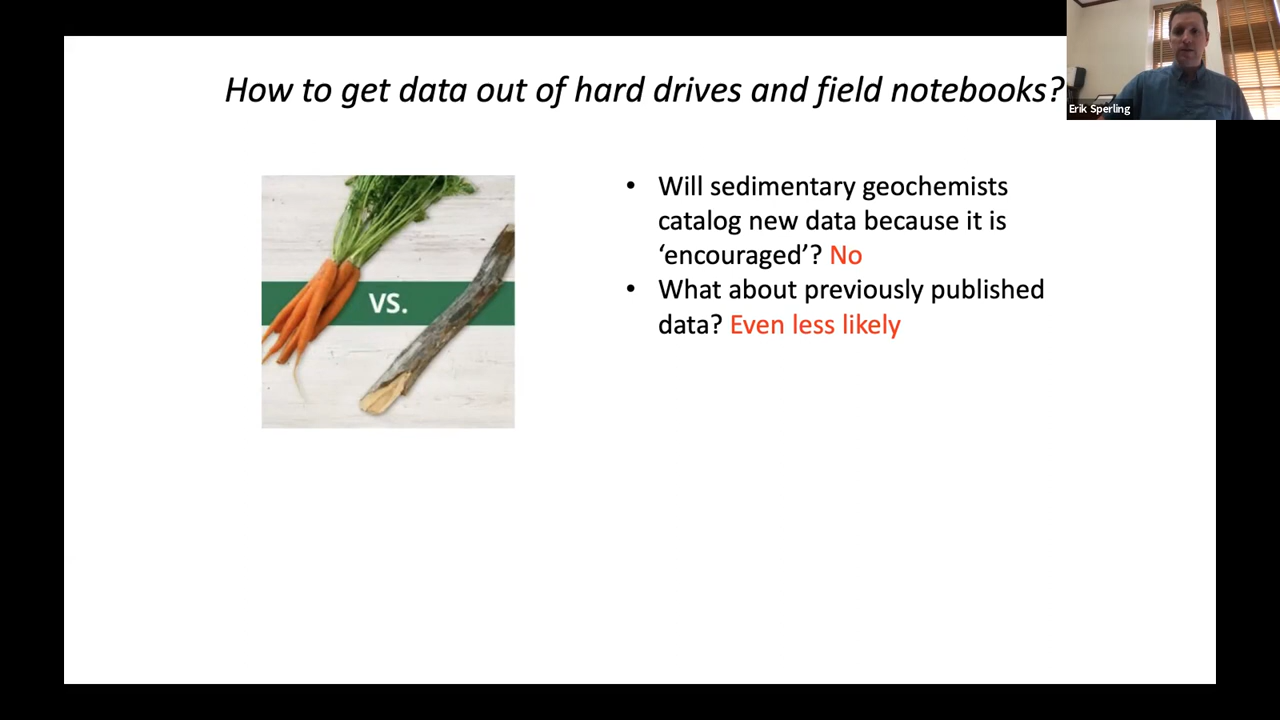 How to get data out of hard drives and field notebooks?
Erik Sperling
VS.
• Will sedimentary geochemists
catalog new data because it is
‘encouraged’? No
• What about previously published
data? Even less likely